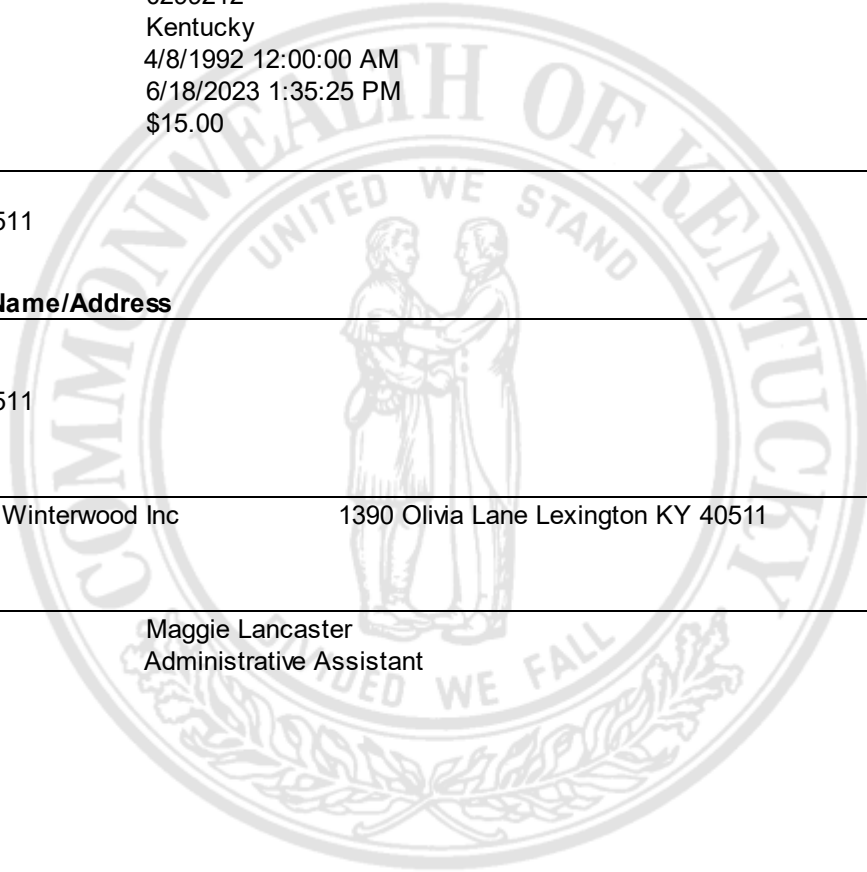 Kentucky
4/8/1992 12:00:00 AM
6/18/2023 1:35:25 PM
$15.00
511
Name/Address
511
Winterwood Inc 1390 Olivia Lane Lexington KY 40511
Maggie Lancaster
Administrative Assistant
COMMONWEALTH OF KENTUCKY
UNITED WE STAND
DIVIDED WE FALL